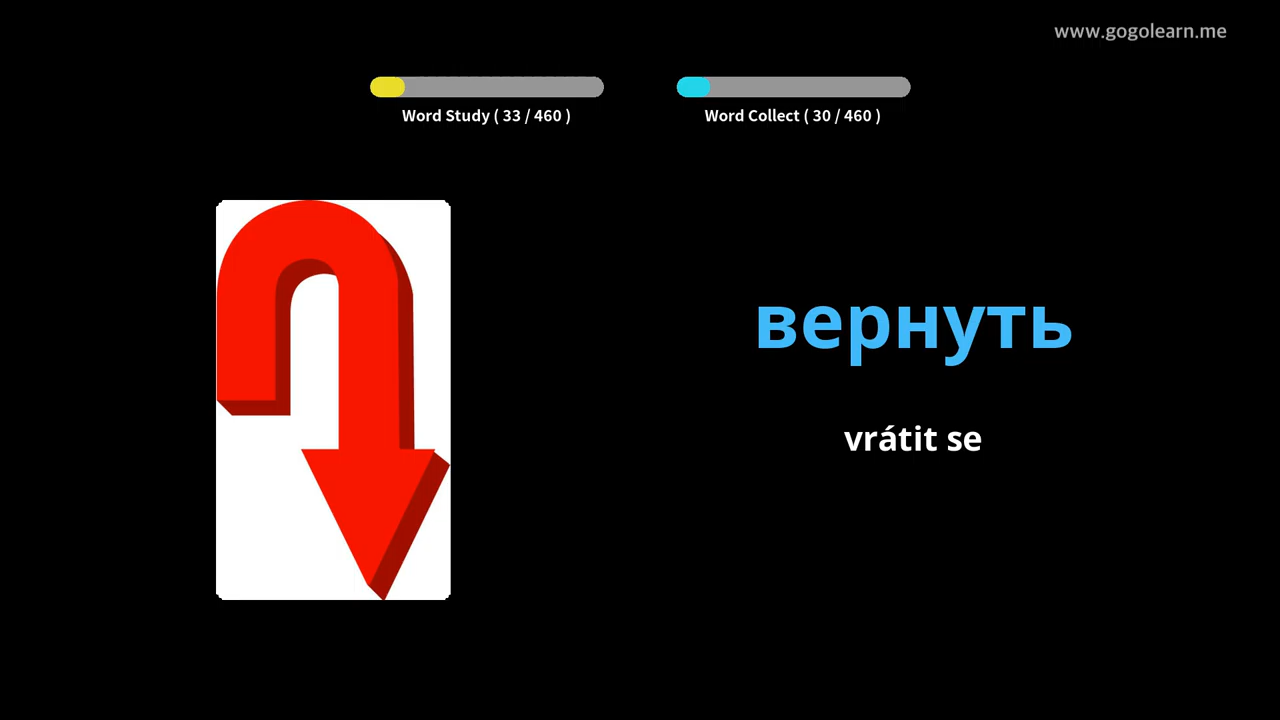 www.gogolearn.me
Word Study ( 33 / 460 )
Word Collect ( 30 / 460 )
вернуть
vrátit se